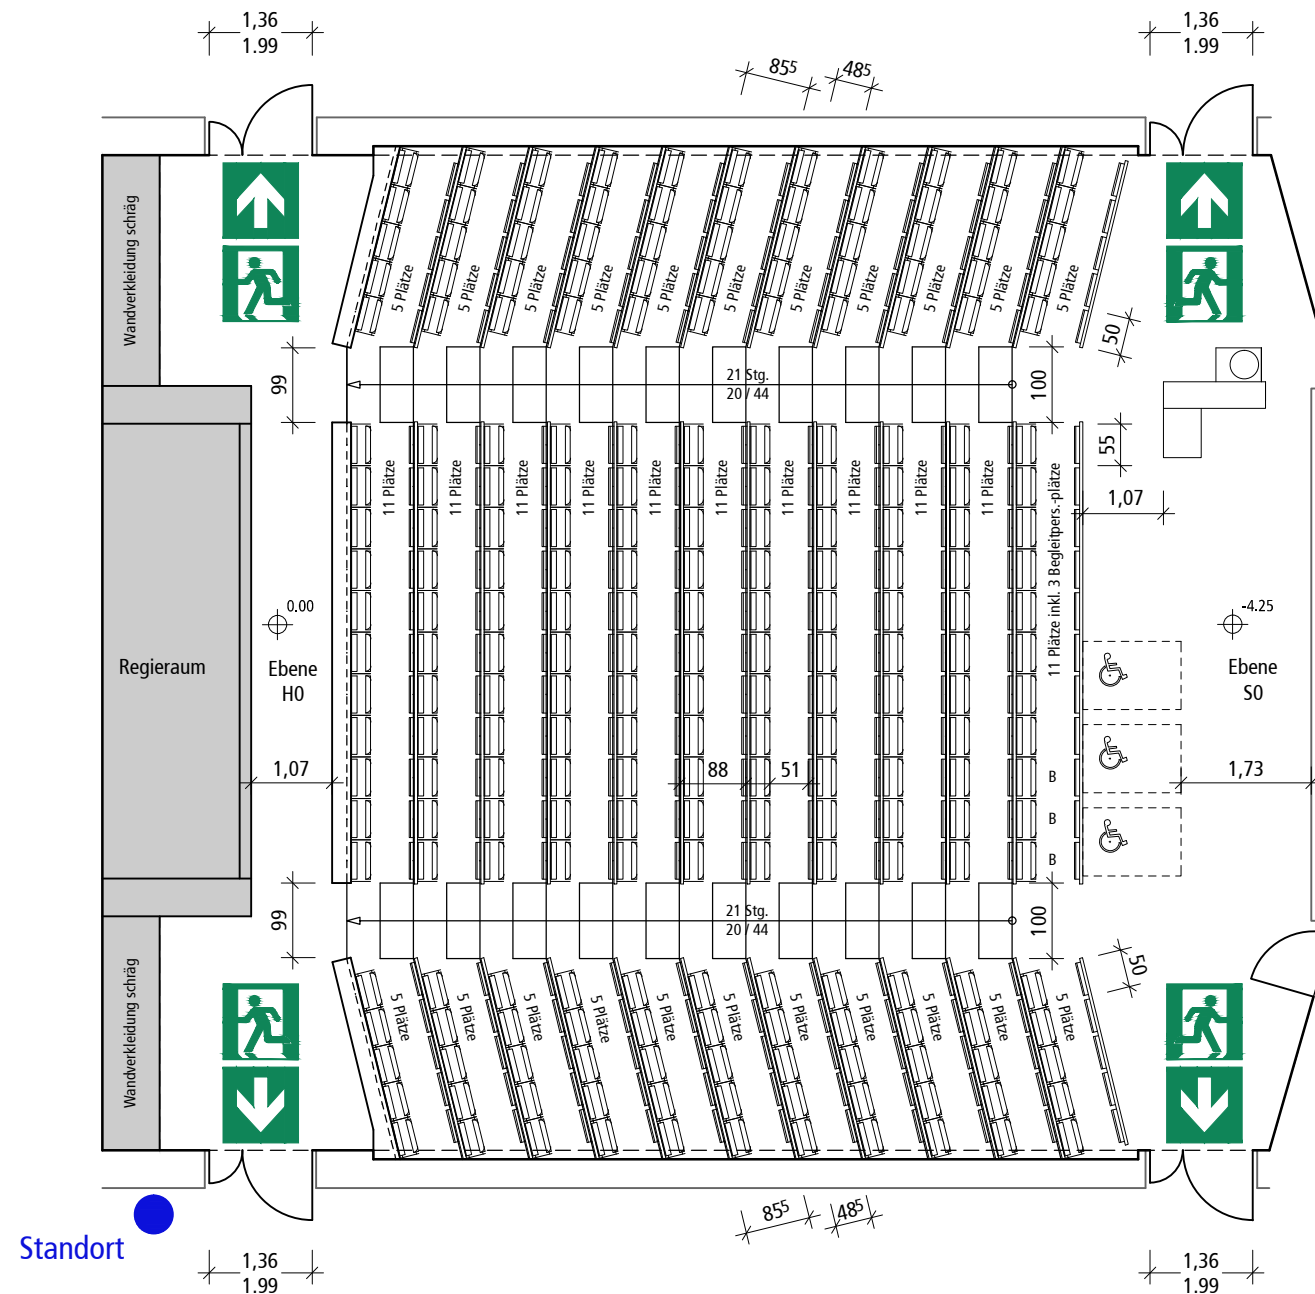 1,36
1.99
1,36
1.99
85⁵
48⁵
Wandverkleidung schräg
5 Plätze
5 Plätze
5 Plätze
5 Plätze
5 Plätze
5 Plätze
5 Plätze
5 Plätze
5 Plätze
5 Plätze
5 Plätze
50
99
21 Stg.
20 / 44
100
11 Plätze
11 Plätze
11 Plätze
11 Plätze
11 Plätze
11 Plätze
11 Plätze
11 Plätze
11 Plätze
11 Plätze
11 Plätze inkl. 3 Begleitpers.-plätze
55
1,07
0.00
-4.25
Regieraum
Ebene
H0
Ebene
S0
1,07
88
51
B
B
B
1,73
99
21 Stg.
20 / 44
100
50
Wandverkleidung schräg
5 Plätze
5 Plätze
5 Plätze
5 Plätze
5 Plätze
5 Plätze
5 Plätze
5 Plätze
5 Plätze
5 Plätze
5 Plätze
85⁵
48⁵
Standort
1,36
1.99
1,36
1.99